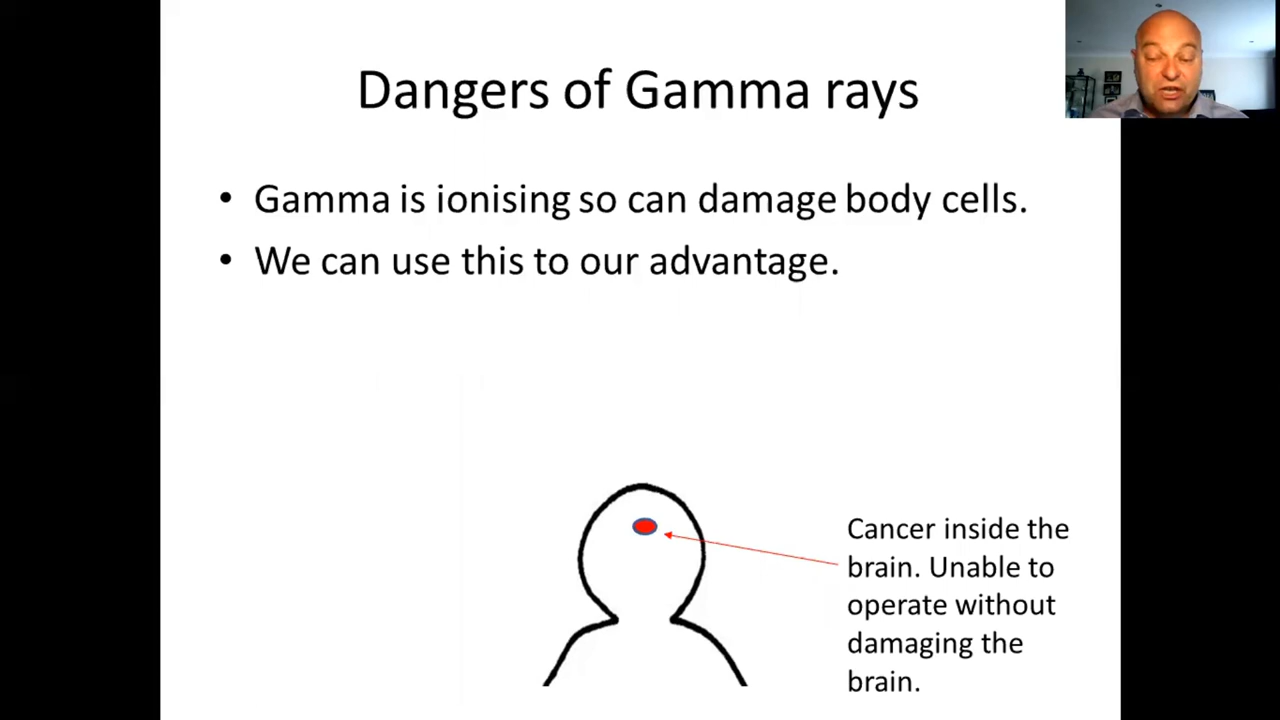 Dangers of Gamma rays
• Gamma is ionising so can damage body cells.
• We can use this to our advantage.
Cancer inside the
brain. Unable to
operate without
damaging the
brain.